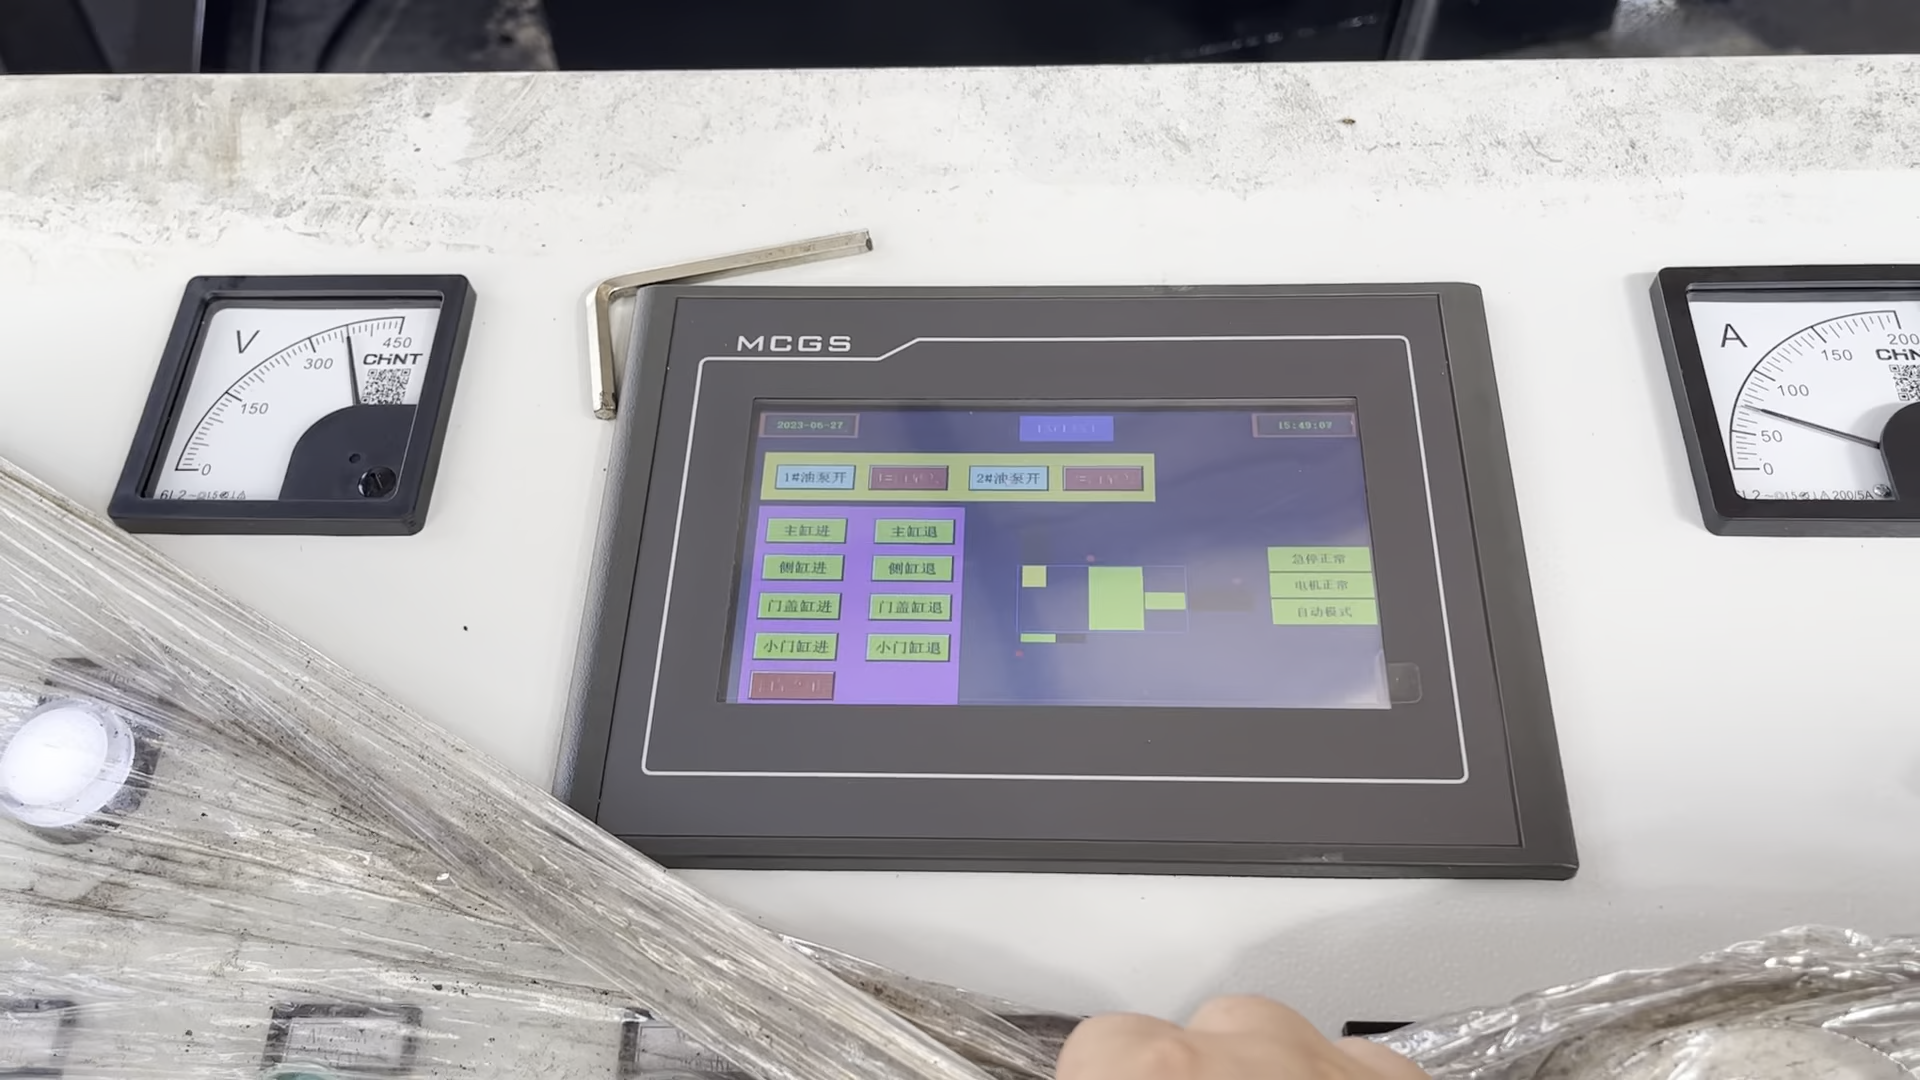 MCGS
V
450
CHNT
300
150
0
A
200
150
CHN
100
50
0
200/5A
2023-06-27
15:49:07
1#油泵开
2#油泵开
主缸进
主缸退
侧缸进
侧缸退
门盖缸进
门盖缸退
小门缸进
小门缸退
急停正常
电机正常
自动模式